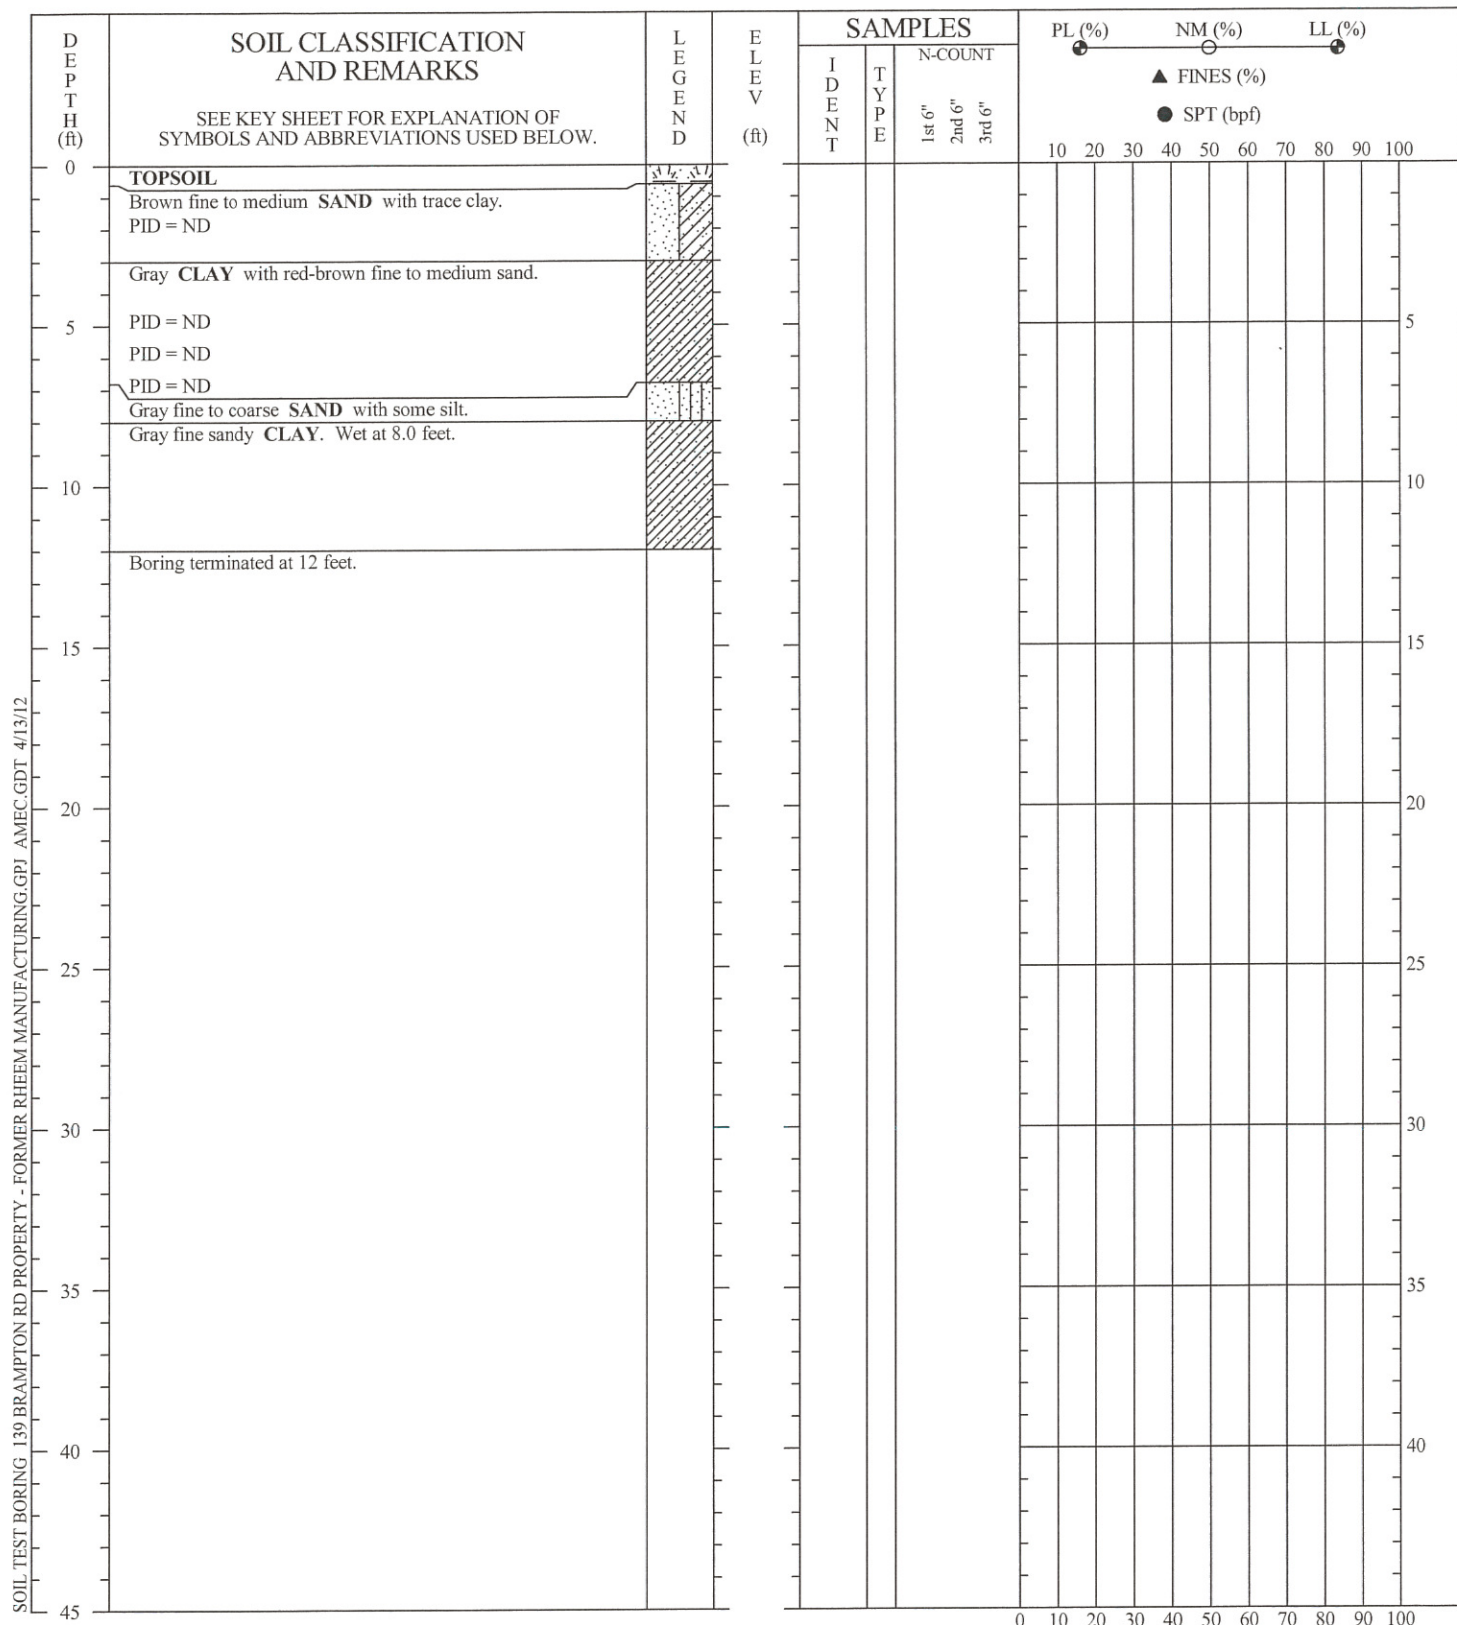 DEPTH (ft)
SOIL CLASSIFICATION
AND REMARKS
SEE KEY SHEET FOR EXPLANATION OF
SYMBOLS AND ABBREVIATIONS USED BELOW.
LEGEND
ELEV (ft)
SAMPLES
IDENT
TYPE
N-COUNT
1st 6"
2nd 6"
3rd 6"
PL (%) NM (%) LL (%)
▲ FINES (%)
● SPT (bpf)
10 20 30 40 50 60 70 80 90 100
0
TOPSOIL
Brown fine to medium SAND with trace clay.
PID = ND
Gray CLAY with red-brown fine to medium sand.
5 PID = ND 5
PID = ND
PID = ND
Gray fine to coarse SAND with some silt.
Gray fine sandy CLAY. Wet at 8.0 feet.
10 10
Boring terminated at 12 feet.
15 15
20 20
25 25
30 30
35 35
40 40
45
0 10 20 30 40 50 60 70 80 90 100
SOIL TEST BORING 139 BRAMPTON RD PROPERTY - FORMER RHEEM MANUFACTURING.GPJ AMEC.GDT 4/13/12